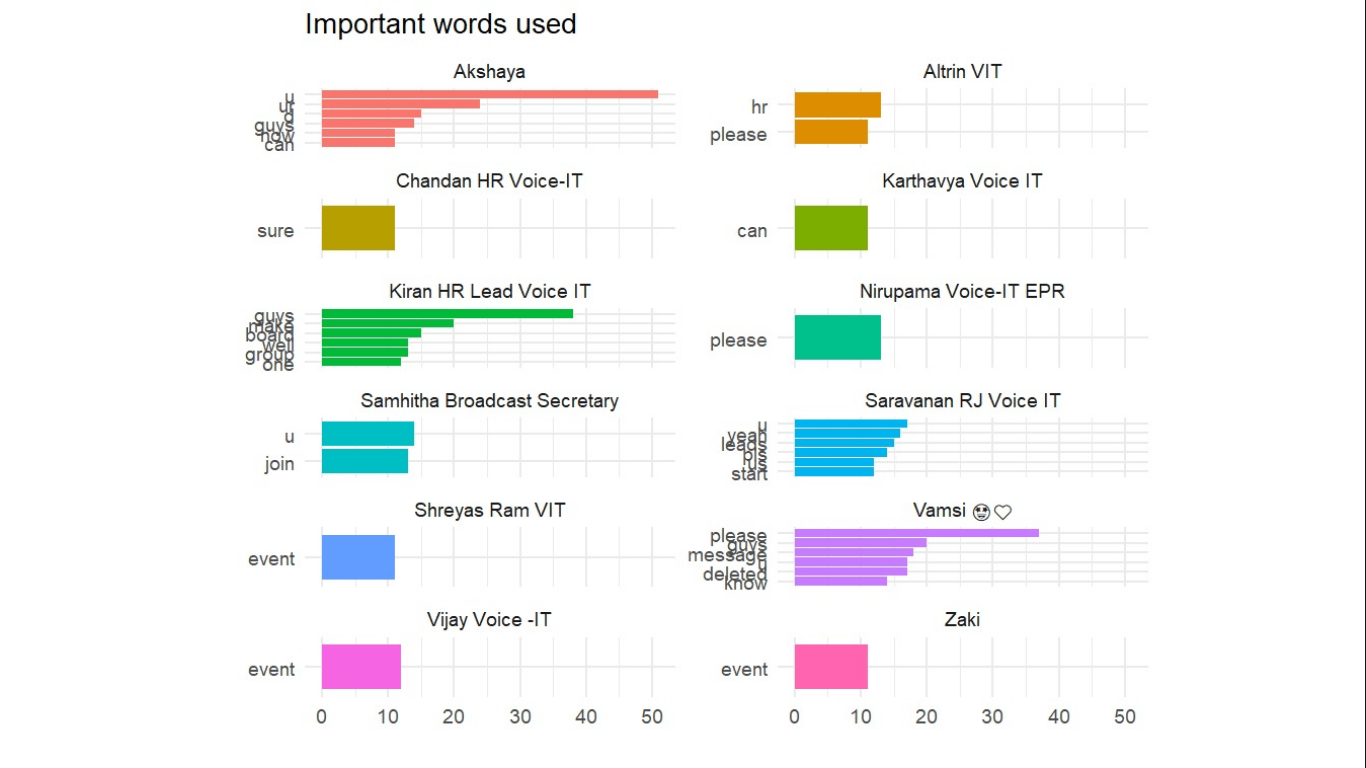 Important words used
Akshaya
u
ur
d
guys
how
can
Altrin VIT
hr
please
Chandan HR Voice-IT
sure
Karthavya Voice IT
can
Kiran HR Lead Voice IT
guys
make
board
well
group
one
Nirupama Voice-IT EPR
please
Samhitha Broadcast Secretary
u
join
Saravanan RJ Voice IT
u
yeah
leads
pls
us
start
Shreyas Ram VIT
event
Vamsi 🤩♡
please
guys
message
u
deleted
know
Vijay Voice -IT
event
Zaki
event
0 10 20 30 40 50
0 10 20 30 40 50